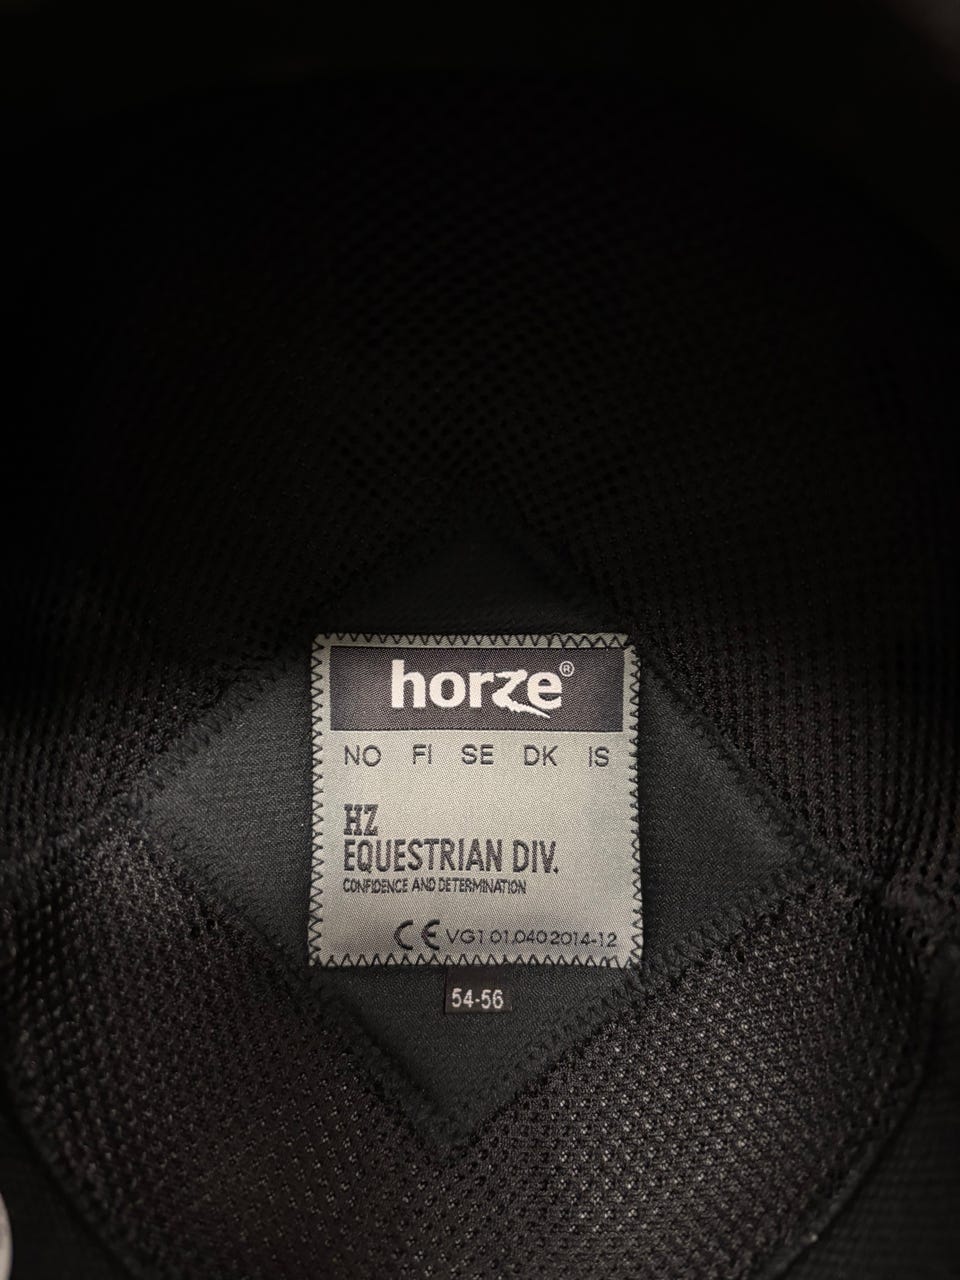 horze®
NO FI SE DK IS
HZ
EQUESTRIAN DIV.
CONFIDENCE AND DETERMINATION
CE VG1 01.040 2014-12
54-56